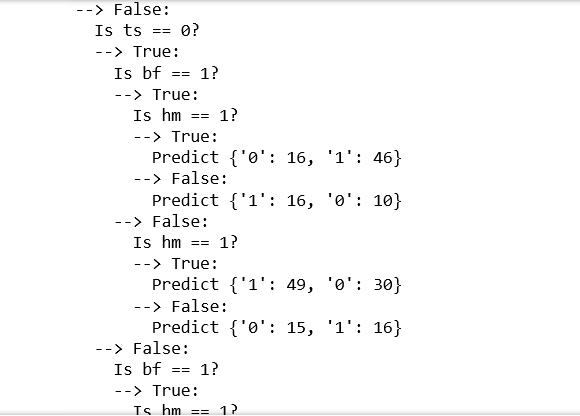 --> False:
Is ts == 0?
--> True:
Is bf == 1?
--> True:
Is hm == 1?
--> True:
Predict {'0': 16, '1': 46}
--> False:
Predict {'1': 16, '0': 10}
--> False:
Is hm == 1?
--> True:
Predict {'1': 49, '0': 30}
--> False:
Predict {'0': 15, '1': 16}
--> False:
Is bf == 1?
--> True:
Is hm == 1?